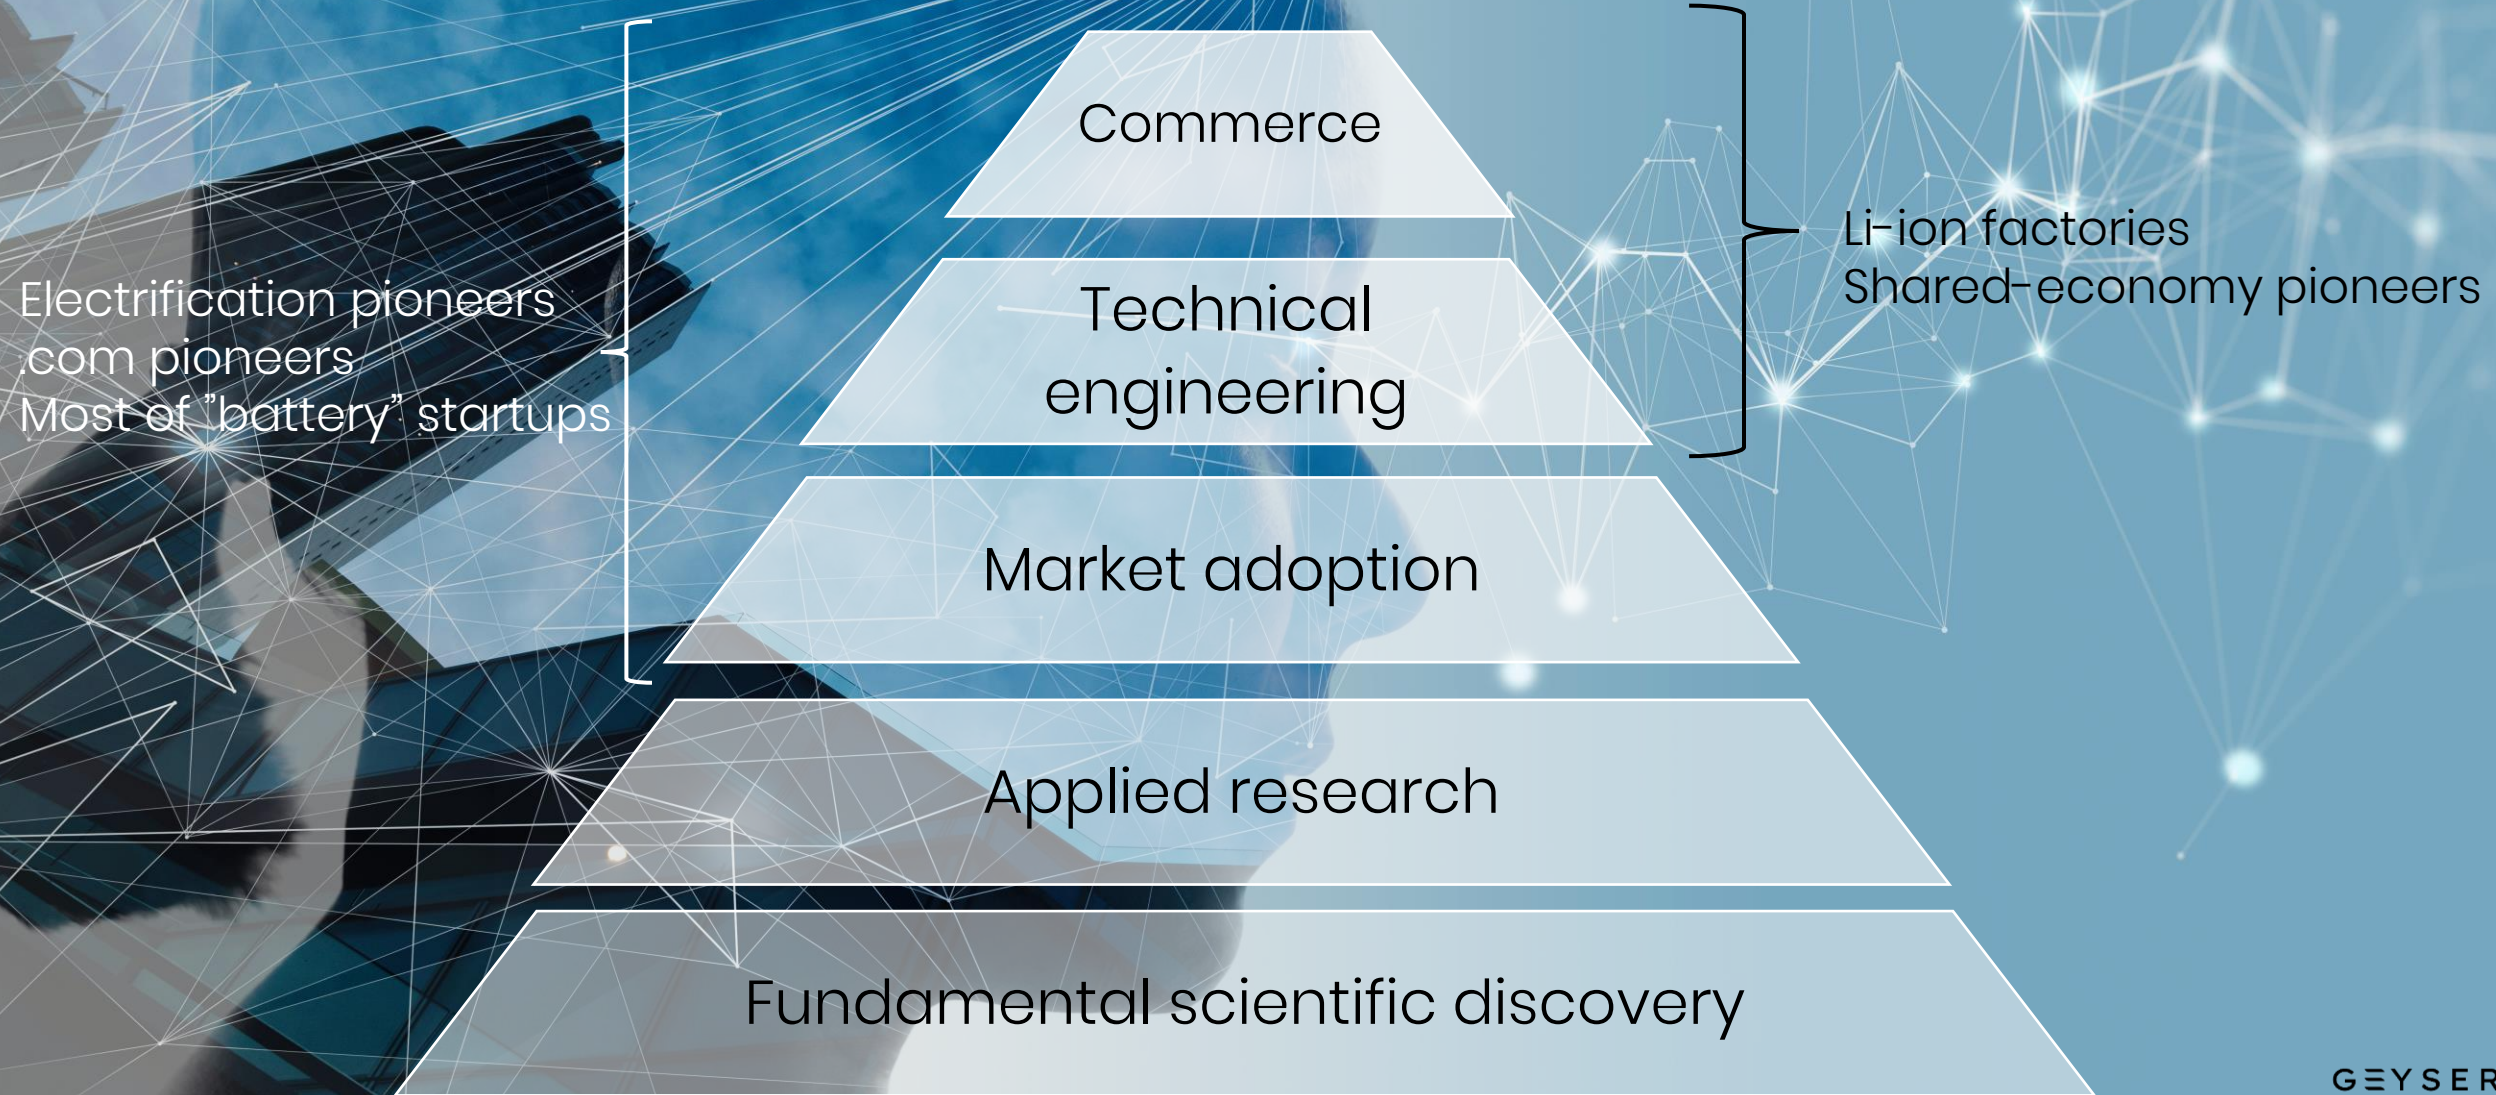 Commerce
Technical
engineering
Market adoption
Applied research
Fundamental scientific discovery
Electrification pioneers
.com pioneers
Most of ”battery” startups
Li-ion factories
Shared-economy pioneers
GEYSER